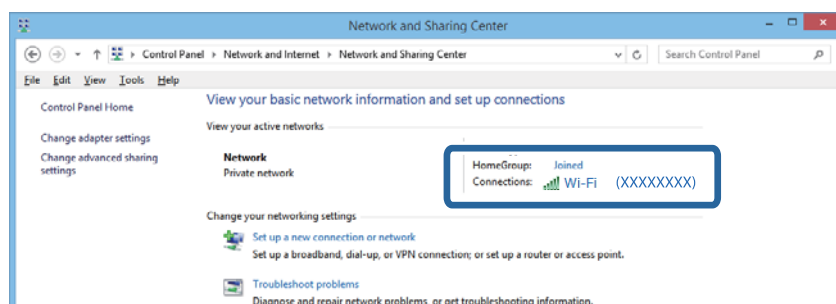 Network and Sharing Center
Control Panel Network and Internet Network and Sharing Center Search Control Panel
File Edit View Tools Help
Control Panel Home
Change adapter settings
Change advanced sharing
settings
View your basic network information and set up connections
View your active networks
Network
Private network
HomeGroup: Joined
Connections: Wi-Fi (XXXXXXXX)
Change your networking settings
Set up a new connection or network
Set up a broadband, dial-up, or VPN connection; or set up a router or access point.
Troubleshoot problems
Diagnose and repair network problems, or get troubleshooting information.